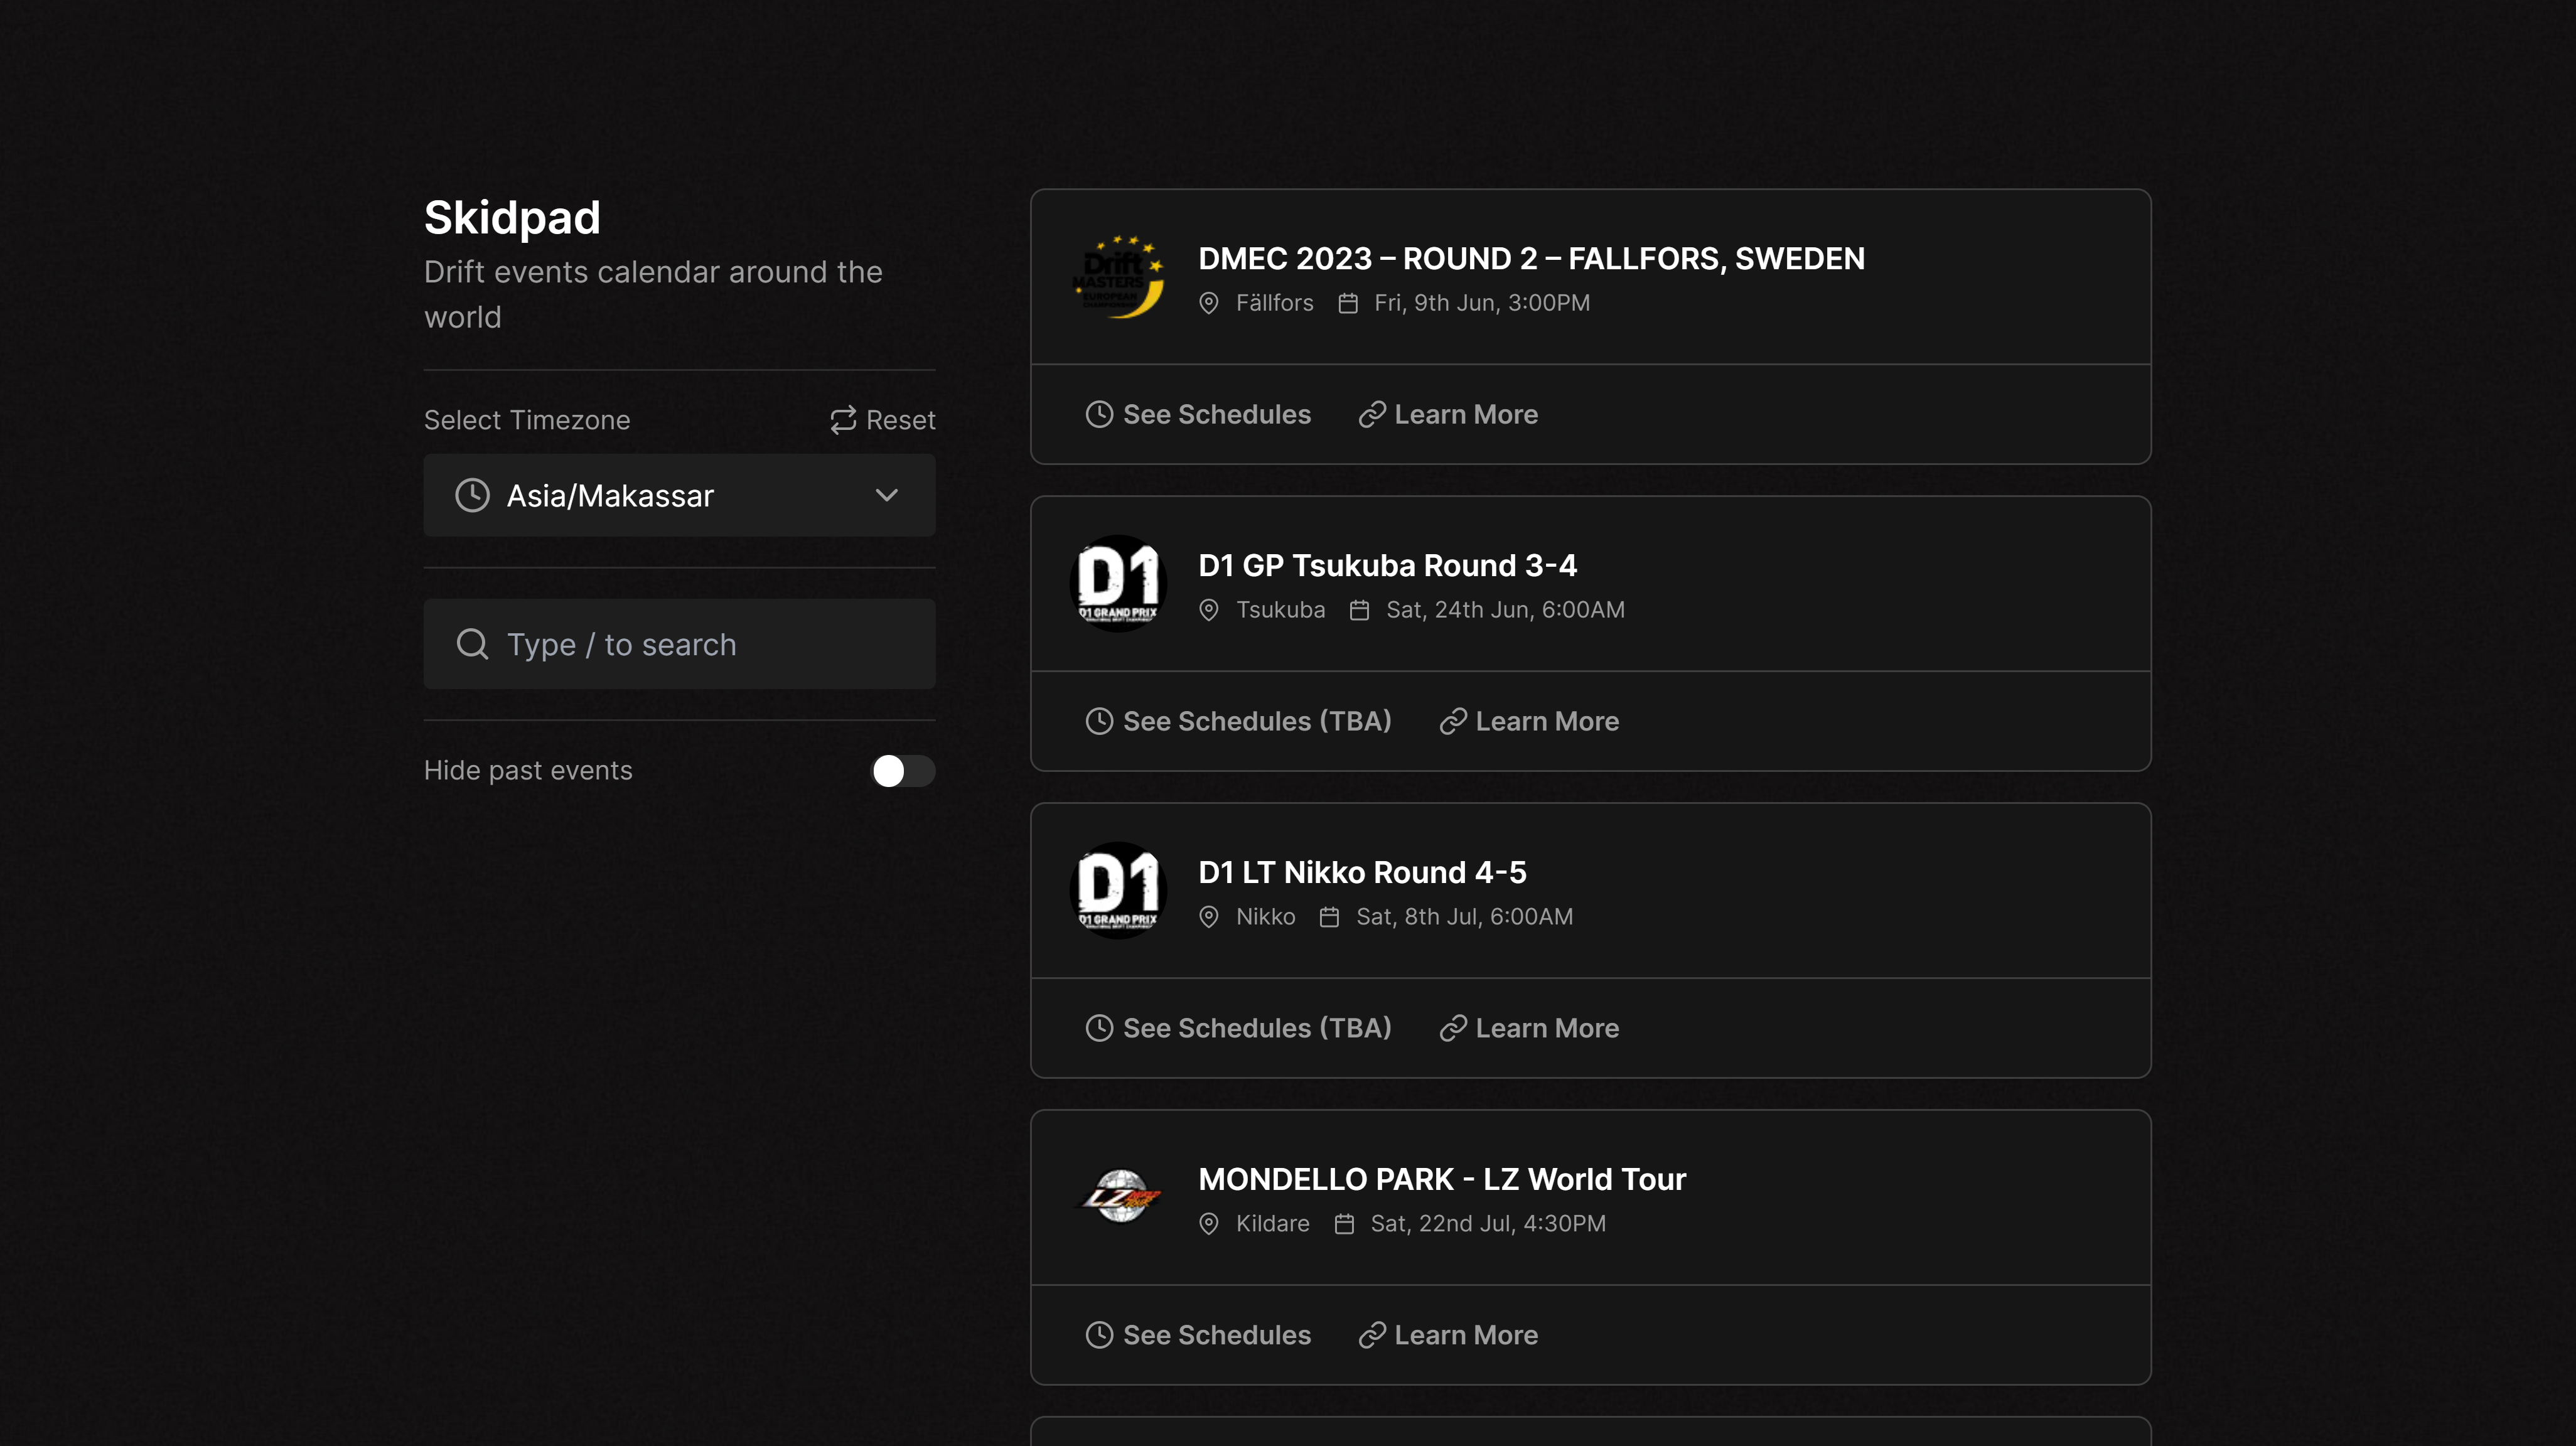 Skidpad
Drift events calendar around the
world
Select Timezone
Reset
Asia/Makassar
Type / to search
Hide past events
Drift
MASTERS
EUROPEAN
DMEC 2023 – ROUND 2 – FALLFORS, SWEDEN
Fällfors Fri, 9th Jun, 3:00PM
See Schedules Learn More
D1
D1 GRAND PRIX
D1 GP Tsukuba Round 3-4
Tsukuba Sat, 24th Jun, 6:00AM
See Schedules (TBA) Learn More
D1
D1 GRAND PRIX
D1 LT Nikko Round 4-5
Nikko Sat, 8th Jul, 6:00AM
See Schedules (TBA) Learn More
LZ
MONDELLO PARK - LZ World Tour
Kildare Sat, 22nd Jul, 4:30PM
See Schedules Learn More